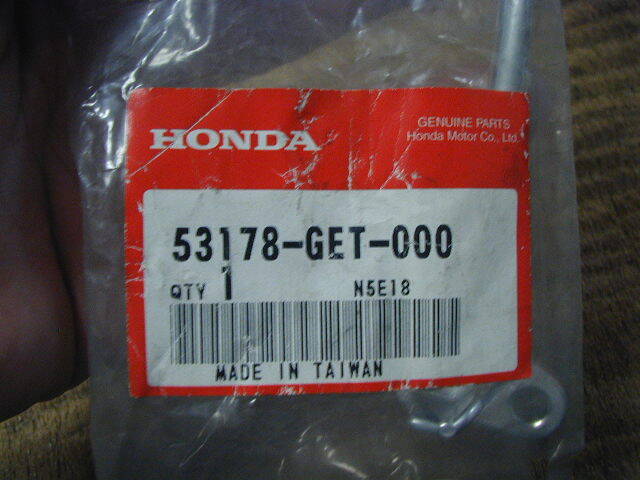 HONDA
GENUINE PARTS
Honda Motor Co., Ltd.
53178-GET-000
QTY 1 N5E18
MADE IN TAIWAN